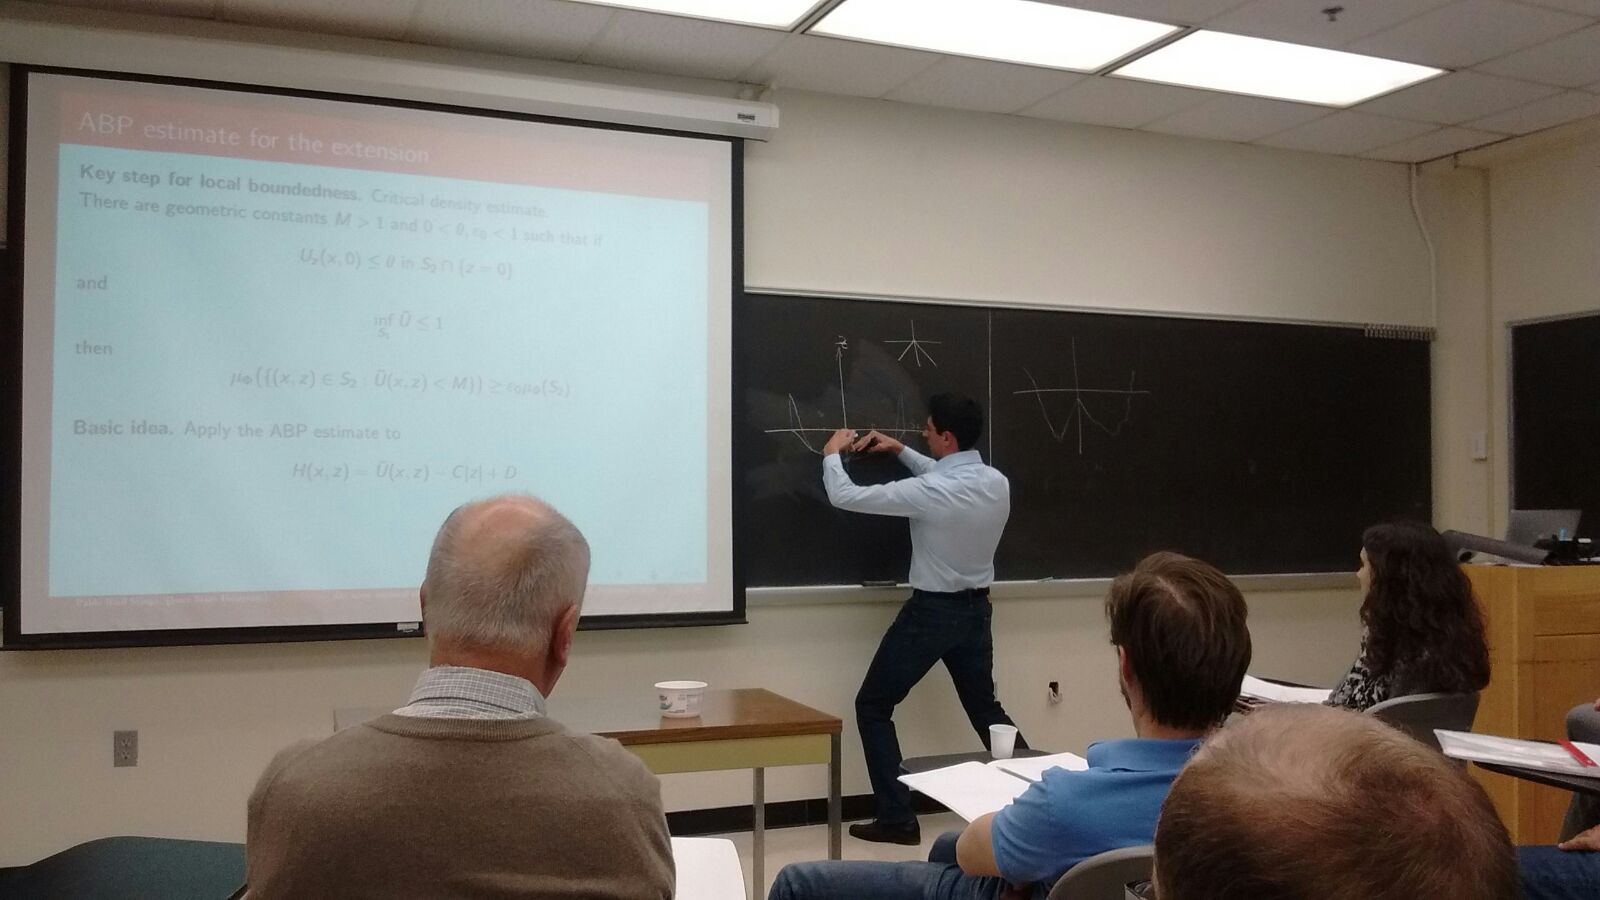 ABP estimate for the extension
Key step for local boundedness. Critical density estimate.
There are geometric constants M > 1 and 0 < θ, ε₀ < 1 such that if
U_z(x, 0) ≤ θ in S₂ ∩ {z = 0}
and
inf_{S₁} Ũ ≤ 1
then
μ_Φ({(x, z) ∈ S₂ : Ũ(x, z) < M}) ≥ ε₀μ_Φ(S₂)
Basic idea. Apply the ABP estimate to
H(x, z) = Ũ(x, z) − C|z| + D
z